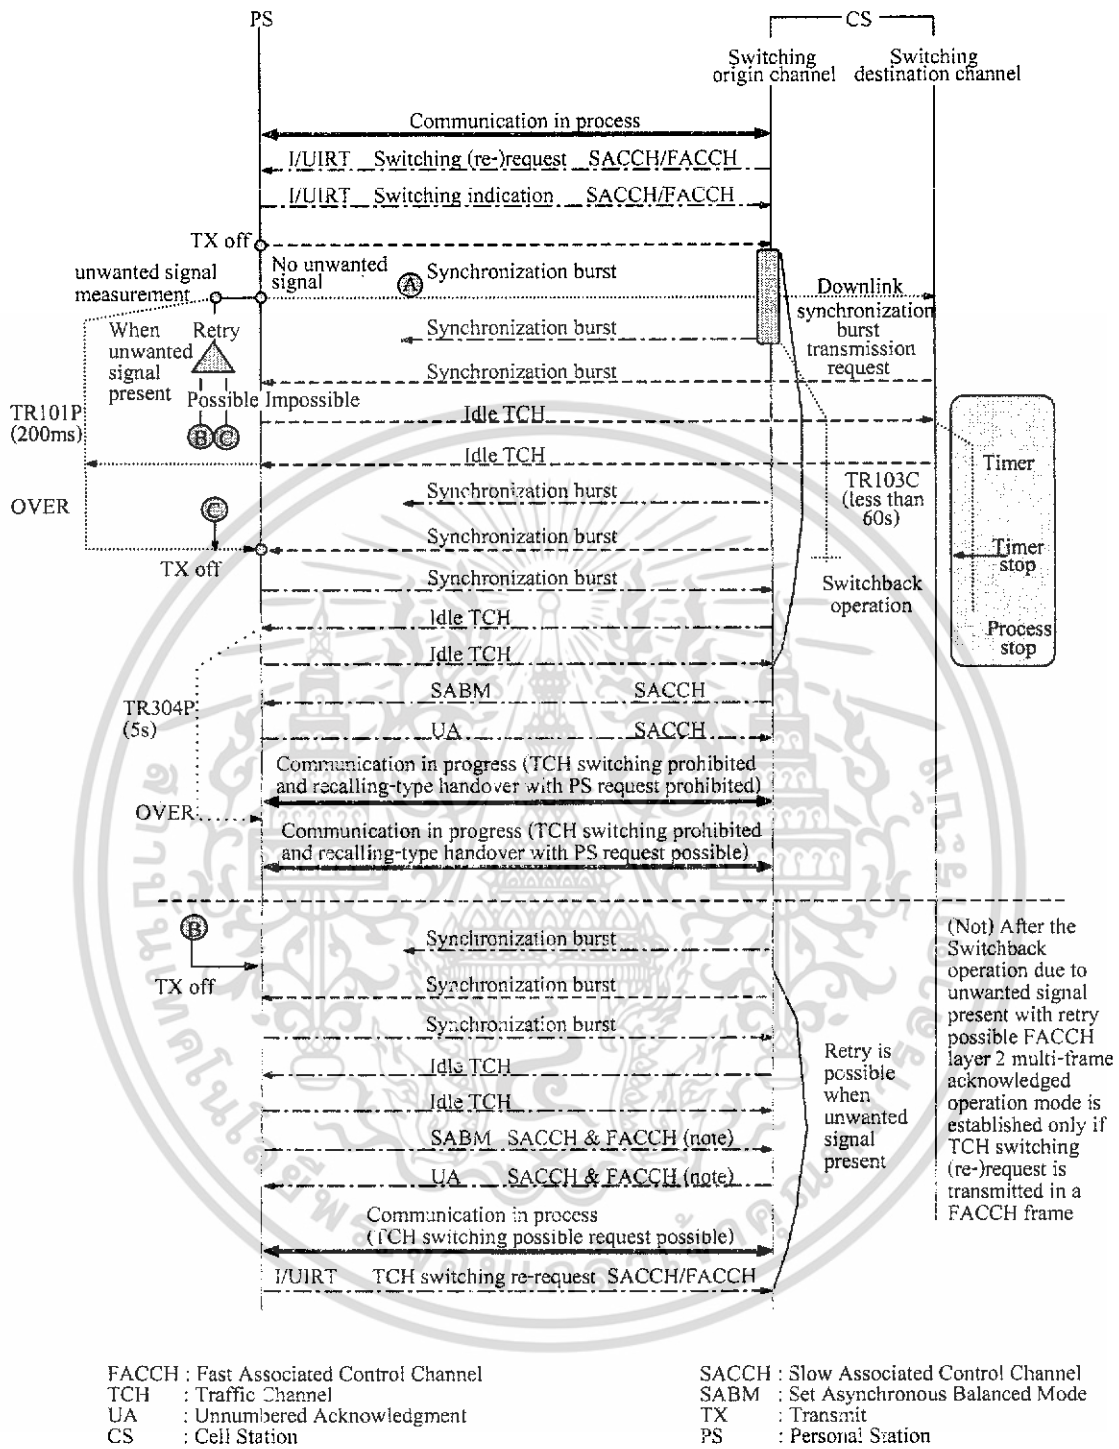 PS
CS
Switching
origin channel
Switching
destination channel
Communication in process
I/UIRT Switching (re-)request SACCH/FACCH
I/UIRT Switching indication SACCH/FACCH
TX off
unwanted signal
measurement
No unwanted
signal
A
Synchronization burst
Downlink
synchronization
burst
transmission
request
When
unwanted
signal
present
Retry
Synchronization burst
Synchronization burst
Possible Impossible
TR101P
(200ms)
B C
Idle TCH
Idle TCH
Timer
TR103C
(less than
60s)
OVER
C
Synchronization burst
Synchronization burst
Timer
stop
TX off
Synchronization burst
Switchback
operation
Idle TCH
Process
stop
Idle TCH
TR304P
(5s)
SABM SACCH
UA SACCH
Communication in progress (TCH switching prohibited
and recalling-type handover with PS request prohibited)
OVER
Communication in progress (TCH switching prohibited
and recalling-type handover with PS request possible)
B
TX off
Synchronization burst
Synchronization burst
Synchronization burst
Idle TCH
Idle TCH
SABM SACCH & FACCH (note)
UA SACCH & FACCH (note)
Communication in process
(TCH switching possible request possible)
I/UIRT TCH switching re-request SACCH/FACCH
Retry is
possible
when
unwanted
signal
present
(Not) After the
Switchback
operation due to
unwanted signal
present with retry
possible FACCH
layer 2 multi-frame
acknowledged
operation mode is
established only if
TCH switching
(re-)request is
transmitted in a
FACCH frame
FACCH : Fast Associated Control Channel
TCH : Traffic Channel
UA : Unnumbered Acknowledgment
CS : Cell Station
SACCH : Slow Associated Control Channel
SABM : Set Asynchronous Balanced Mode
TX : Transmit
PS : Personal Station